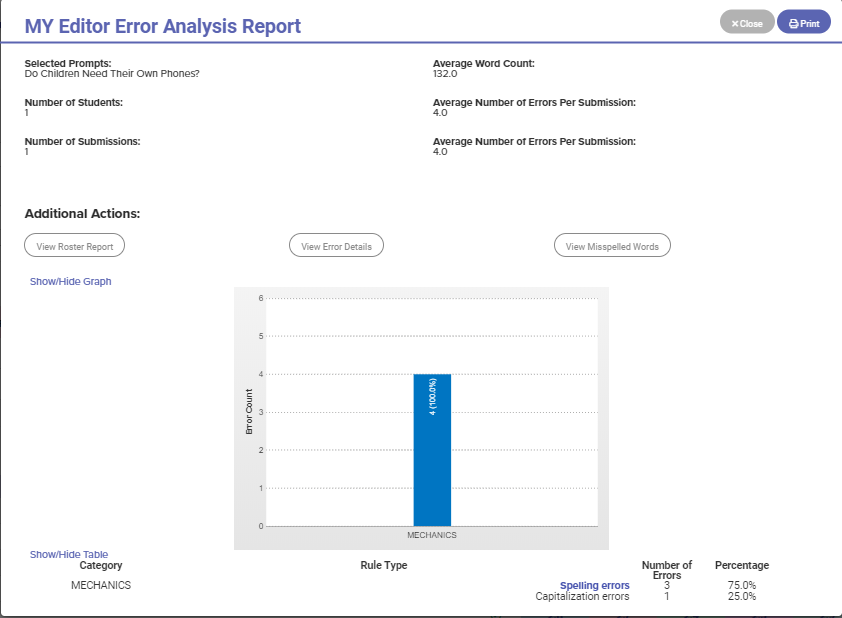 MY Editor Error Analysis Report
× Close
Print
Selected Prompts:
Do Children Need Their Own Phones?
Average Word Count:
132.0
Number of Students:
1
Average Number of Errors Per Submission:
4.0
Number of Submissions:
1
Average Number of Errors Per Submission:
4.0
Additional Actions:
View Roster Report
View Error Details
View Misspelled Words
Show/Hide Graph
6
5
4
3
2
1
0
Error Count
4 (100.0%)
MECHANICS
Show/Hide Table
Category
Rule Type
Number of
Errors
Percentage
MECHANICS
Spelling errors
3
75.0%
Capitalization errors
1
25.0%